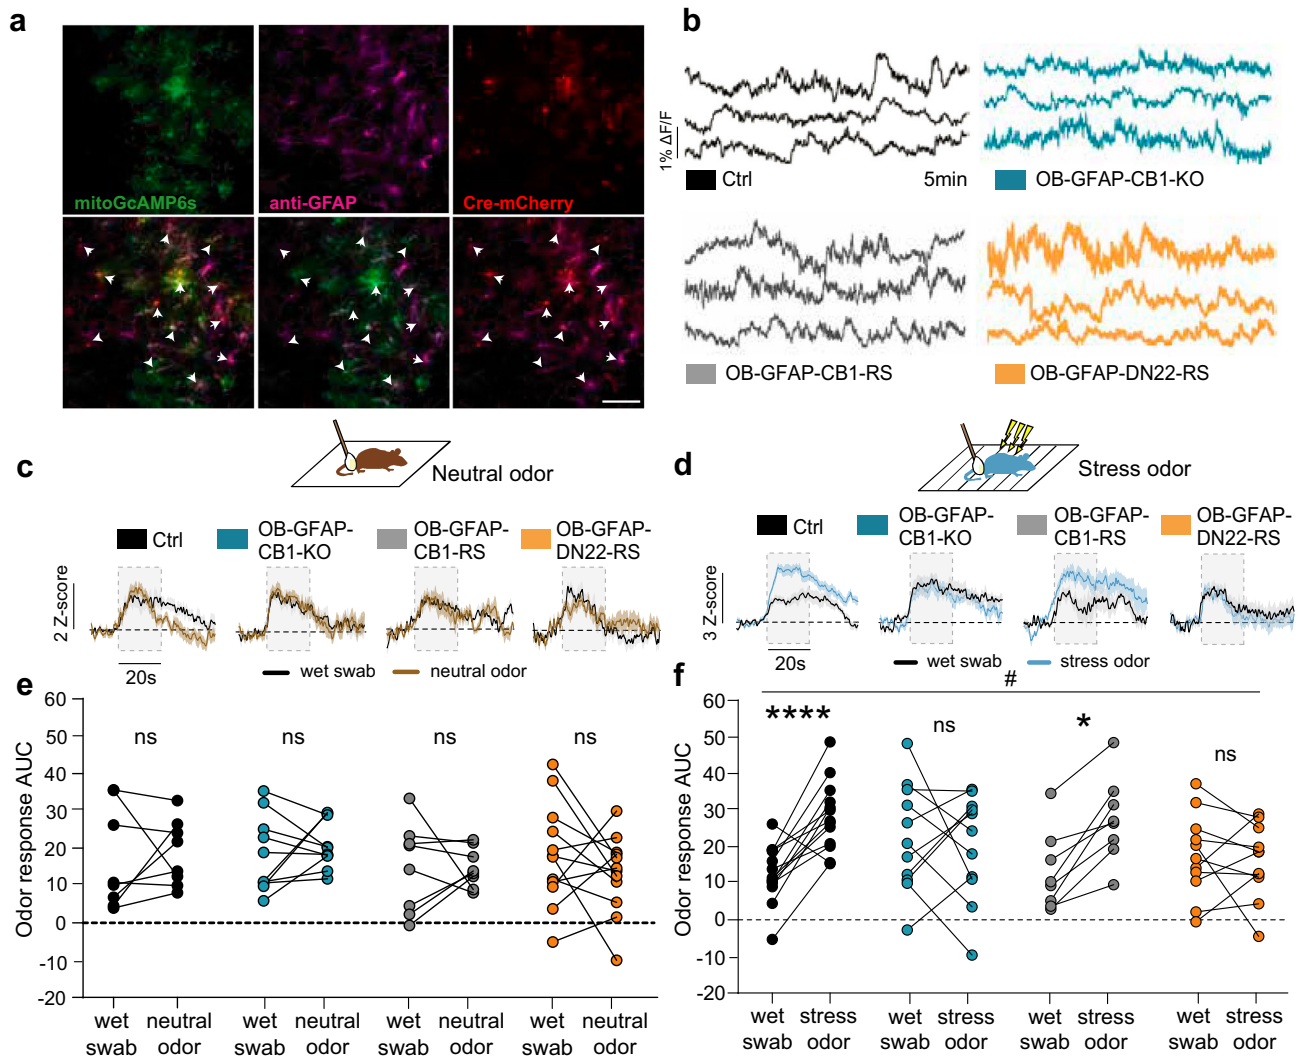 a
mitoGcAMP6s
anti-GFAP
Cre-mCherry
b
1% ΔF/F
Ctrl
5min
OB-GFAP-CB1-KO
OB-GFAP-CB1-RS
OB-GFAP-DN22-RS
c
Neutral odor
Ctrl
OB-GFAP-
CB1-KO
OB-GFAP-
CB1-RS
OB-GFAP-
DN22-RS
2 Z-score
20s
wet swab
neutral odor
d
Stress odor
Ctrl
OB-GFAP-
CB1-KO
OB-GFAP-
CB1-RS
OB-GFAP-
DN22-RS
3 Z-score
20s
wet swab
stress odor
e
Odor response AUC
60
50
40
30
20
10
0
-10
-20
ns
ns
ns
ns
wet
swab
neutral
odor
wet
swab
neutral
odor
wet
swab
neutral
odor
wet
swab
neutral
odor
f
Odor response AUC
60
50
40
30
20
10
0
-10
-20
#
****
ns
*
ns
wet
swab
stress
odor
wet
swab
stress
odor
wet
swab
stress
odor
wet
swab
stress
odor